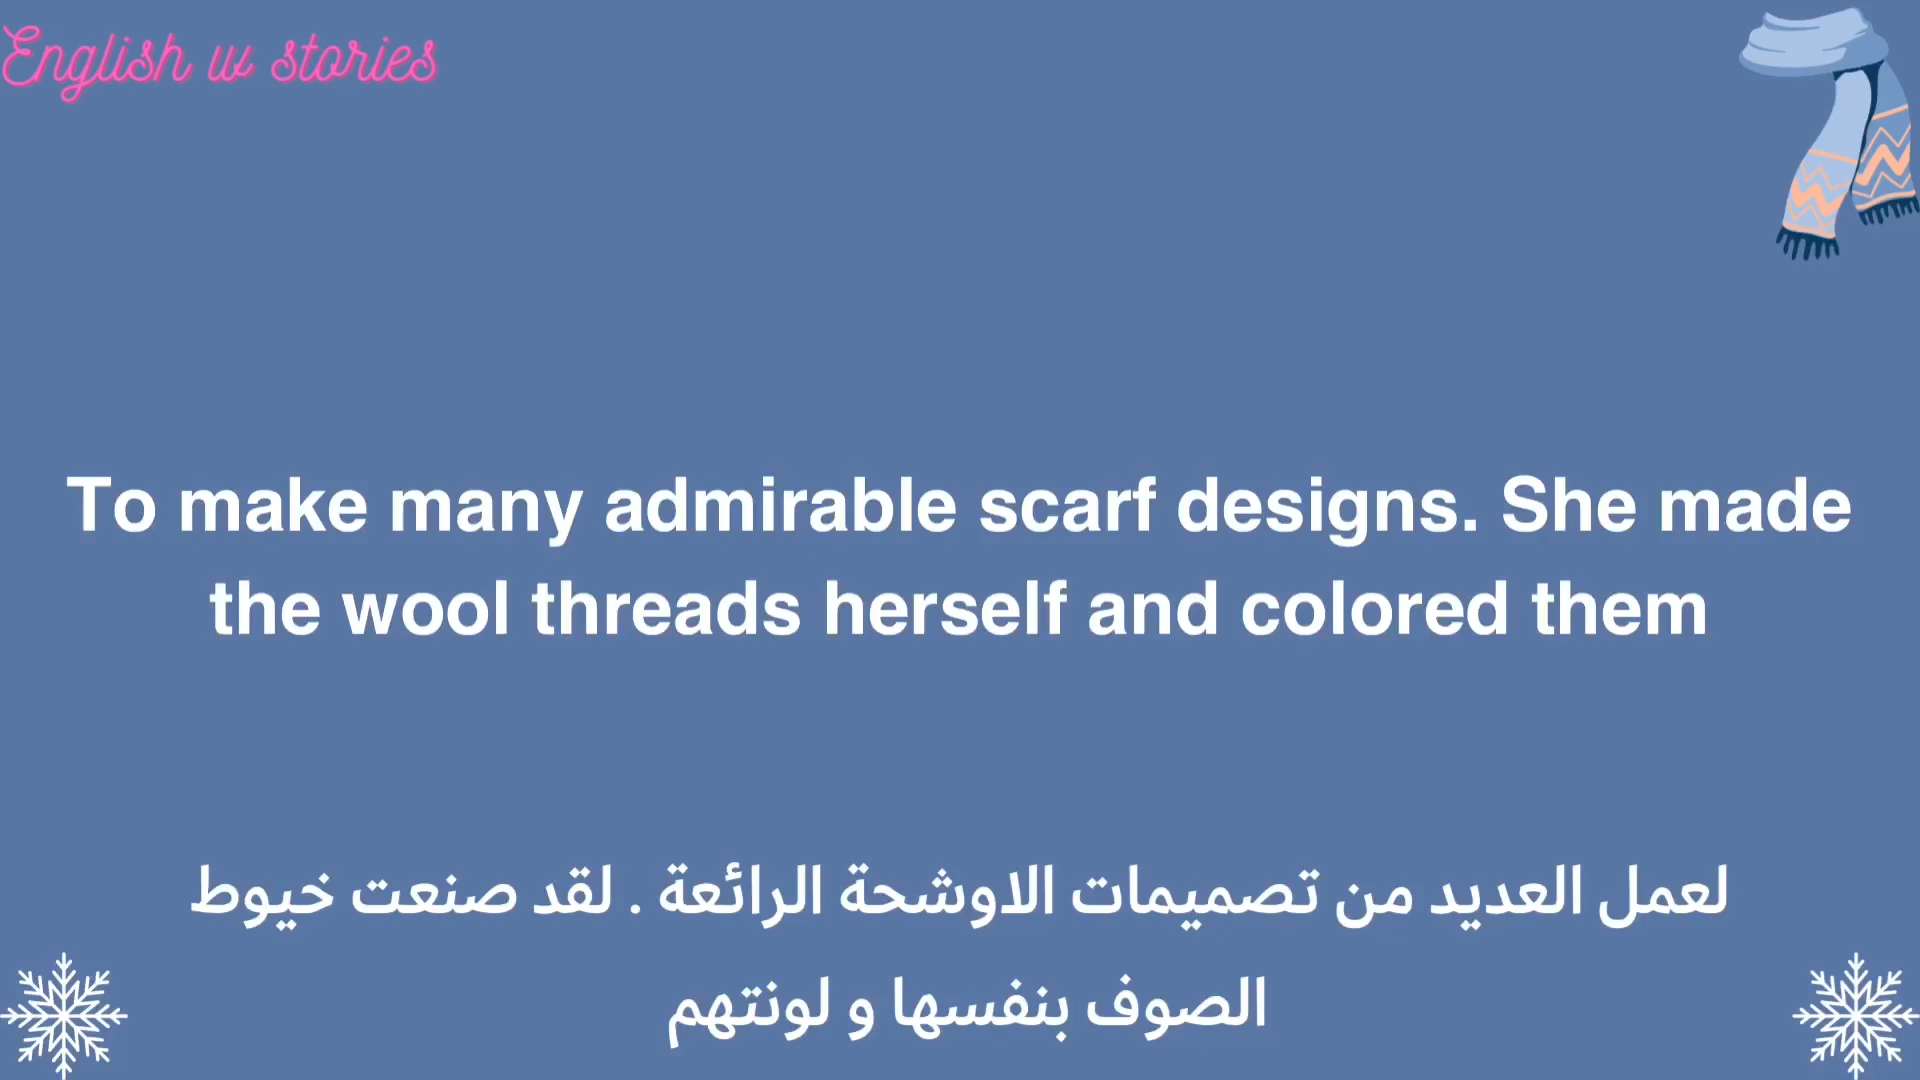 English w stories
To make many admirable scarf designs. She made
the wool threads herself and colored them
لعمل العديد من تصميمات الاوشحة الرائعة . لقد صنعت خيوط
الصوف بنفسها و لونتهم